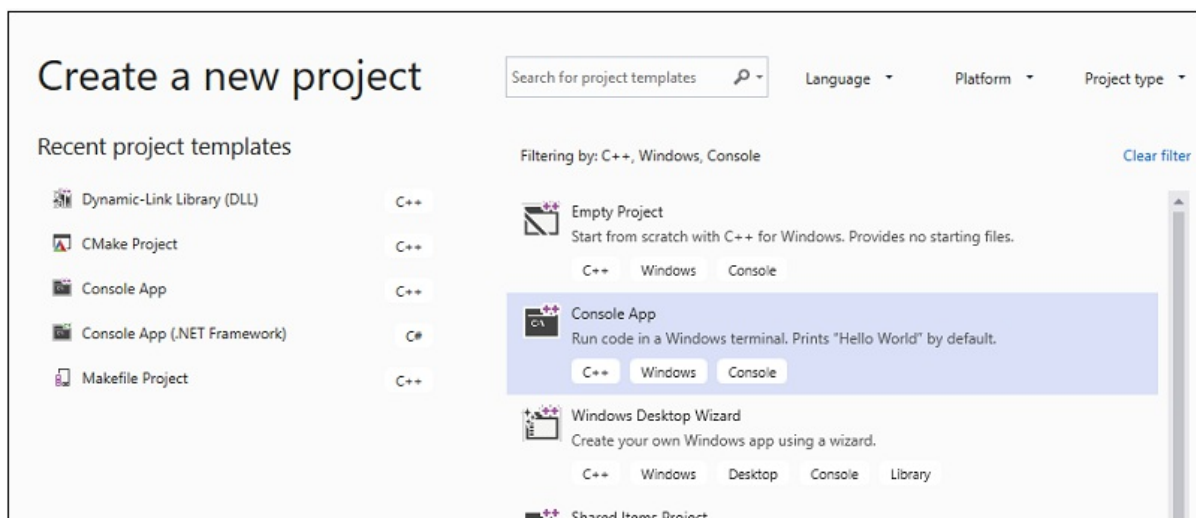 Create a new project
Search for project templates
Language
Platform
Project type
Recent project templates
Filtering by: C++, Windows, Console
Clear filter
Dynamic-Link Library (DLL) C++
CMake Project C++
Console App C++
Console App (.NET Framework) C#
Makefile Project C++
Empty Project
Start from scratch with C++ for Windows. Provides no starting files.
C++ Windows Console
Console App
Run code in a Windows terminal. Prints "Hello World" by default.
C++ Windows Console
Windows Desktop Wizard
Create your own Windows app using a wizard.
C++ Windows Desktop Console Library
Shared Items Project